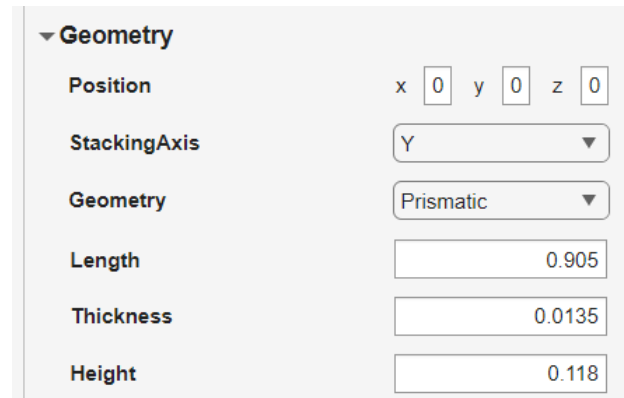 Geometry
Position x 0 y 0 z 0
StackingAxis Y
Geometry Prismatic
Length 0.905
Thickness 0.0135
Height 0.118